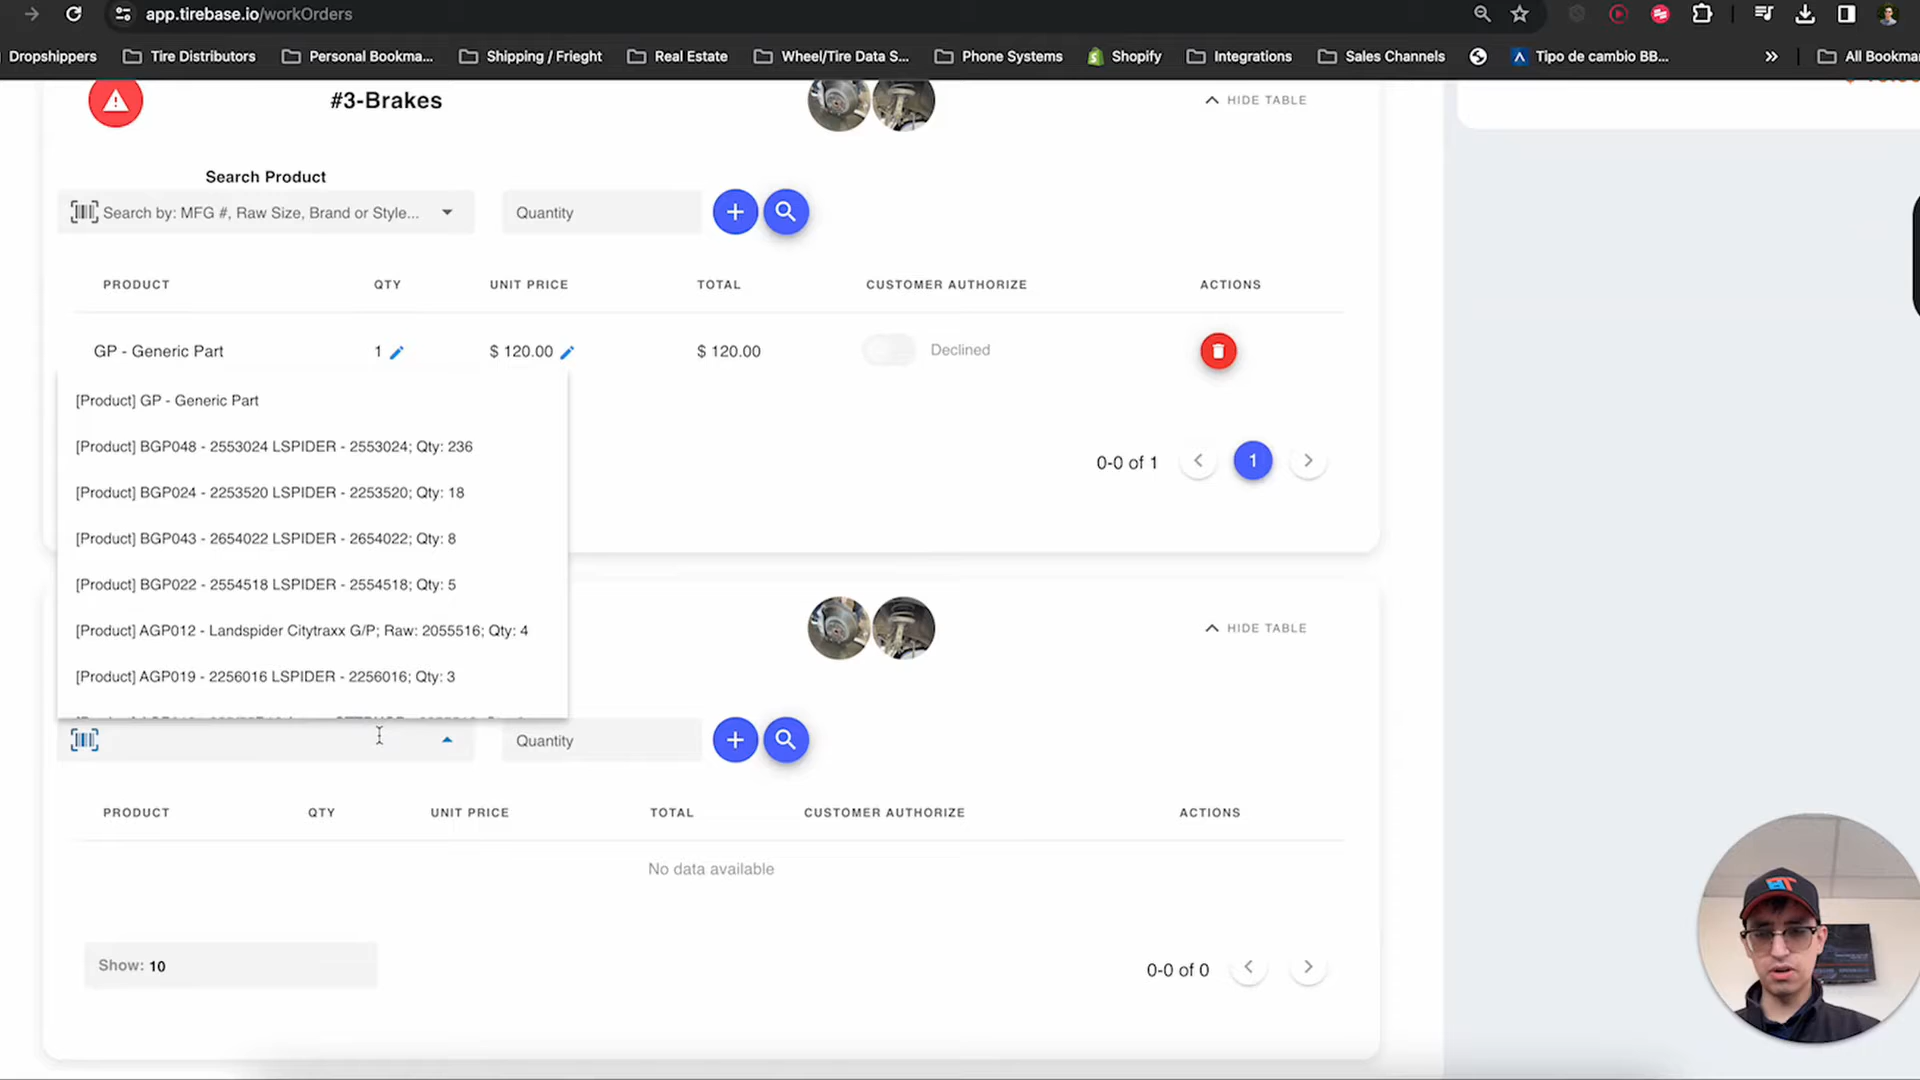 app.tirebase.io/workOrders
Dropshippers
Tire Distributors
Personal Bookma...
Shipping / Frieght
Real Estate
Wheel/Tire Data S...
Phone Systems
Shopify
Integrations
Sales Channels
Tipo de cambio BB...
All Bookma
#3-Brakes
HIDE TABLE
Search Product
Search by: MFG #, Raw Size, Brand or Style...
Quantity
PRODUCT QTY UNIT PRICE TOTAL CUSTOMER AUTHORIZE ACTIONS
GP - Generic Part 1 $ 120.00 $ 120.00 Declined
[Product] GP - Generic Part
[Product] BGP048 - 2553024 LSPIDER - 2553024; Qty: 236
0-0 of 1 1
[Product] BGP024 - 2253520 LSPIDER - 2253520; Qty: 18
[Product] BGP043 - 2654022 LSPIDER - 2654022; Qty: 8
[Product] BGP022 - 2554518 LSPIDER - 2554518; Qty: 5
[Product] AGP012 - Landspider Citytraxx G/P; Raw: 2055516; Qty: 4
HIDE TABLE
[Product] AGP019 - 2256016 LSPIDER - 2256016; Qty: 3
Quantity
PRODUCT QTY UNIT PRICE TOTAL CUSTOMER AUTHORIZE ACTIONS
No data available
Show: 10
0-0 of 0